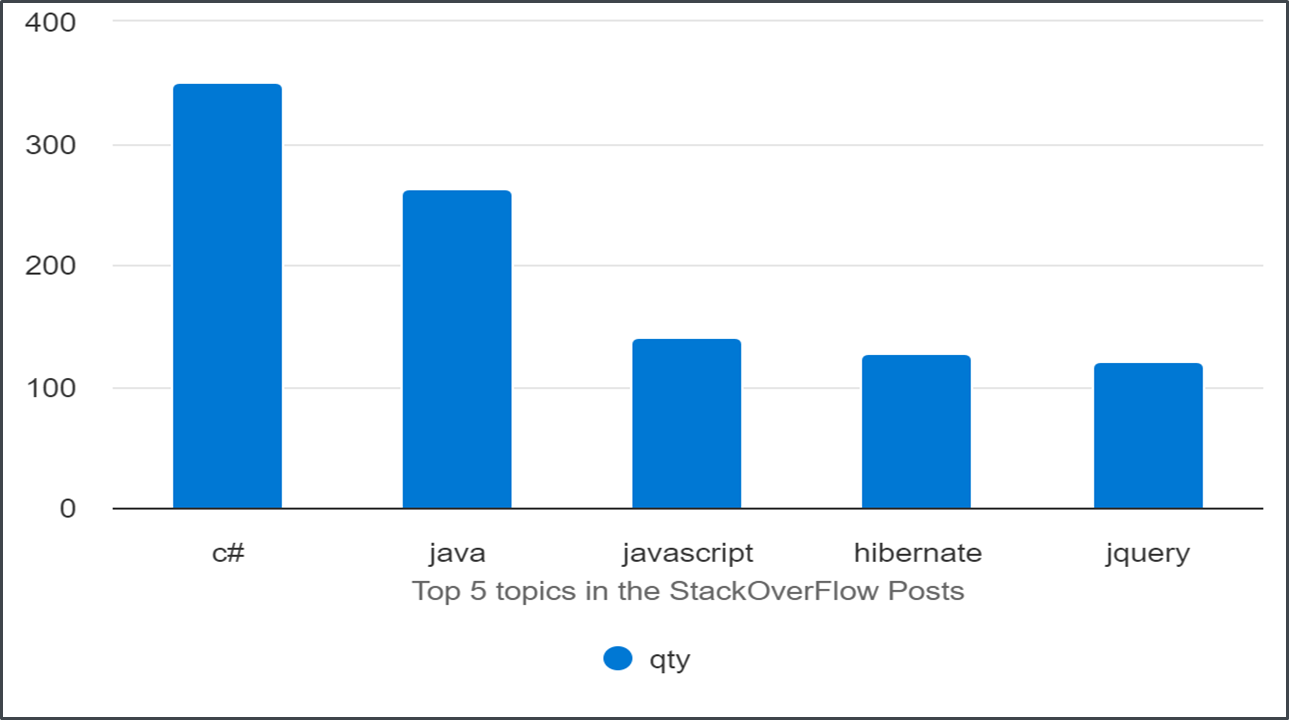 400
300
200
100
0
c# java javascript hibernate jquery
Top 5 topics in the StackOverFlow Posts
qty